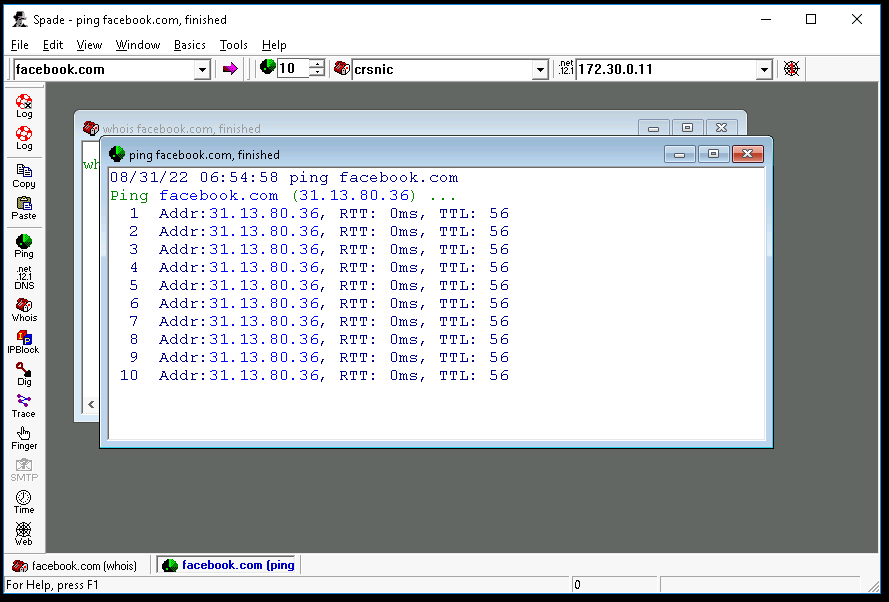 Spade - ping facebook.com, finished
File Edit View Window Basics Tools Help
facebook.com 10 crsnic .net 12.1 172.30.0.11
Log
Log
Copy
Paste
Ping
.net
.12.1
DNS
Whois
IPBlock
Dig
Trace
Finger
SMTP
Time
Web
whois facebook.com, finished
wh
ping facebook.com, finished
08/31/22 06:54:58 ping facebook.com
Ping facebook.com (31.13.80.36) ...
1 Addr:31.13.80.36, RTT: 0ms, TTL: 56
2 Addr:31.13.80.36, RTT: 0ms, TTL: 56
3 Addr:31.13.80.36, RTT: 0ms, TTL: 56
4 Addr:31.13.80.36, RTT: 0ms, TTL: 56
5 Addr:31.13.80.36, RTT: 0ms, TTL: 56
6 Addr:31.13.80.36, RTT: 0ms, TTL: 56
7 Addr:31.13.80.36, RTT: 0ms, TTL: 56
8 Addr:31.13.80.36, RTT: 0ms, TTL: 56
9 Addr:31.13.80.36, RTT: 0ms, TTL: 56
10 Addr:31.13.80.36, RTT: 0ms, TTL: 56
facebook.com (whois) facebook.com (ping
For Help, press F1 0